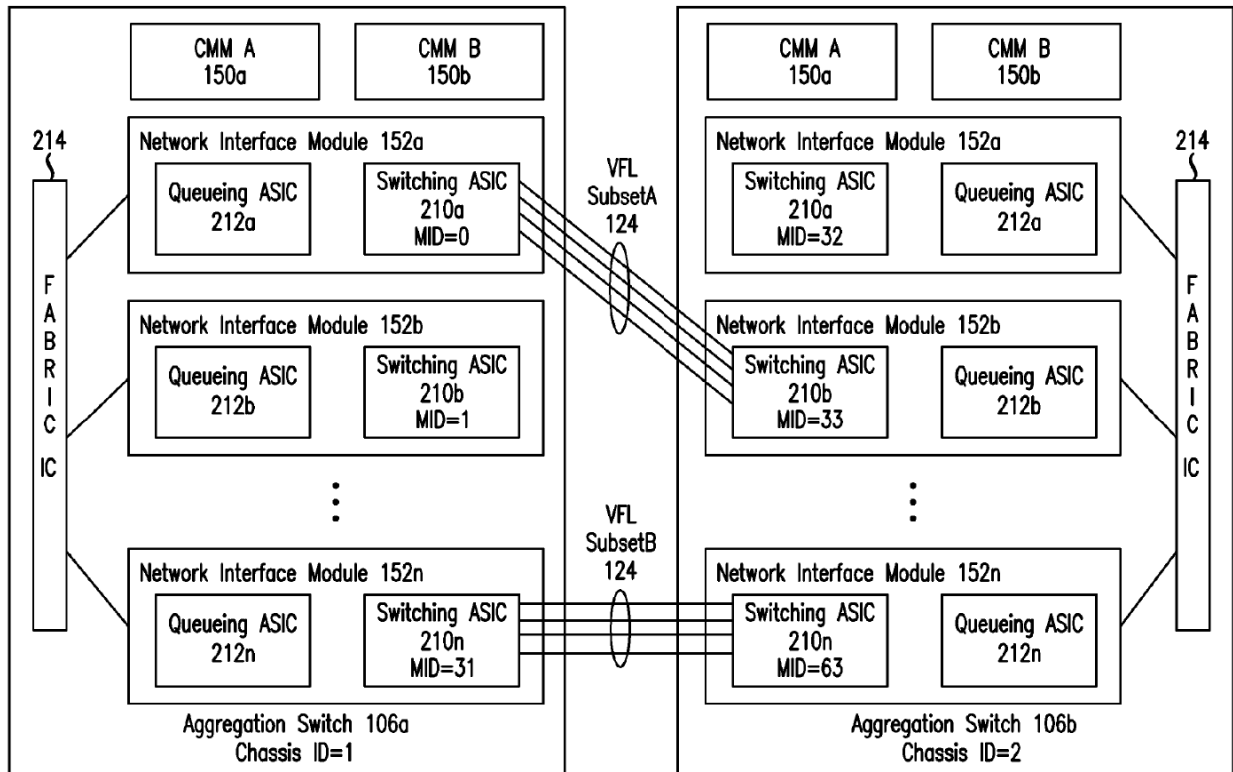 CMM A
150a
CMM B
150b
214
Network Interface Module 152a
Queueing ASIC
212a
Switching ASIC
210a
MID=0
FABRIC IC
Network Interface Module 152b
Queueing ASIC
212b
Switching ASIC
210b
MID=1
Network Interface Module 152n
Queueing ASIC
212n
Switching ASIC
210n
MID=31
Aggregation Switch 106a
Chassis ID=1
VFL
SubsetA
124
VFL
SubsetB
124
CMM A
150a
CMM B
150b
Network Interface Module 152a
Switching ASIC
210a
MID=32
Queueing ASIC
212a
214
Network Interface Module 152b
Switching ASIC
210b
MID=33
Queueing ASIC
212b
FABRIC IC
Network Interface Module 152n
Switching ASIC
210n
MID=63
Queueing ASIC
212n
Aggregation Switch 106b
Chassis ID=2